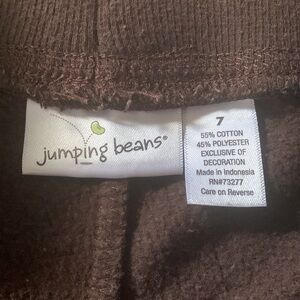 jumping beans®
7
55% COTTON
45% POLYESTER
EXCLUSIVE OF
DECORATION
Made in Indonesia
RN#73277
Care on Reverse